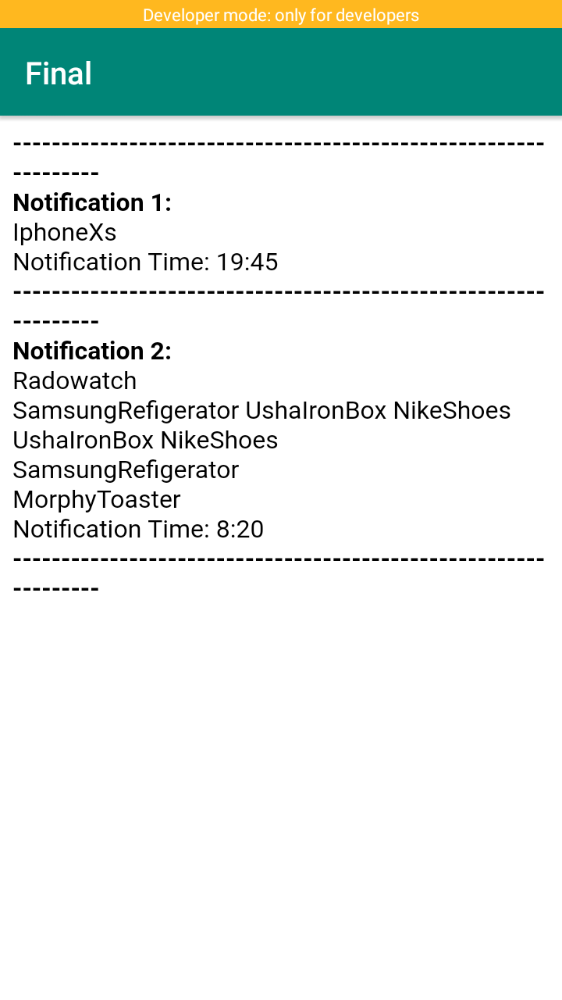 Developer mode: only for developers
Final
-------------------------------------------------------
---------
Notification 1:
IphoneXs
Notification Time: 19:45
-------------------------------------------------------
---------
Notification 2:
Radowatch
SamsungRefigerator UshaIronBox NikeShoes
UshaIronBox NikeShoes
SamsungRefigerator
MorphyToaster
Notification Time: 8:20
-------------------------------------------------------
---------